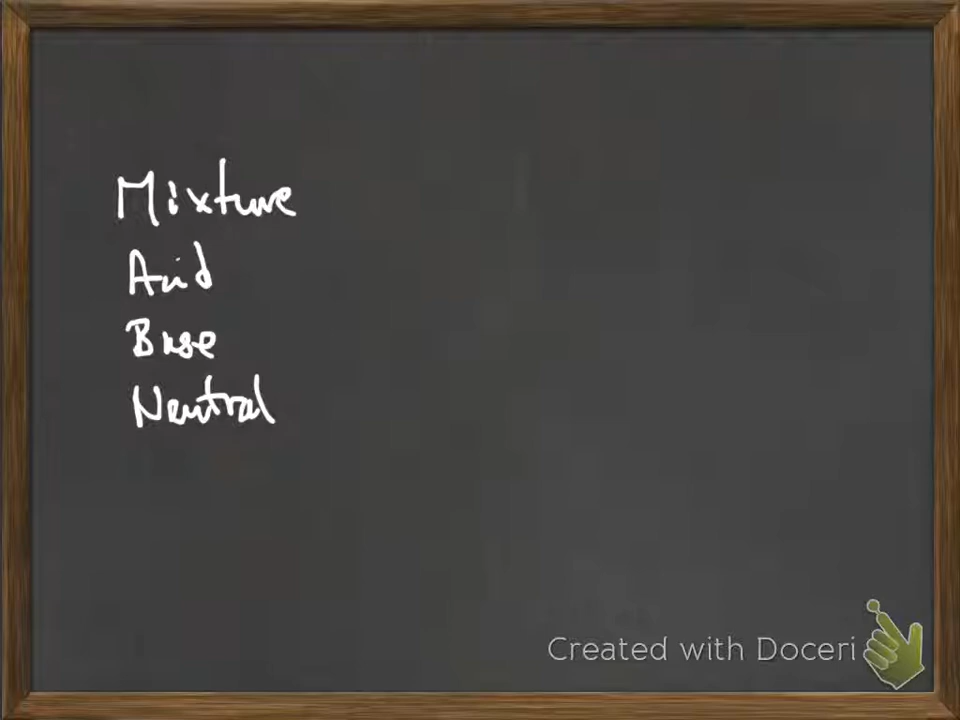 Mixture
Acid
Base
Neutral
Created with Doceri